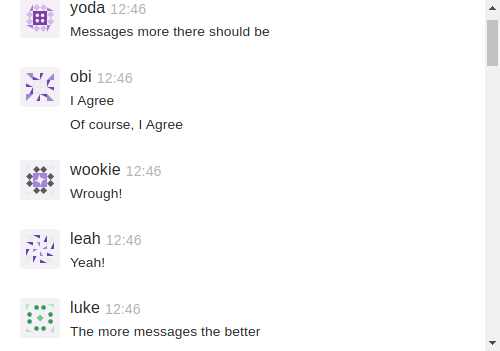 yoda 12:46
Messages more there should be
obi 12:46
I Agree
Of course, I Agree
wookie 12:46
Wrough!
leah 12:46
Yeah!
luke 12:46
The more messages the better